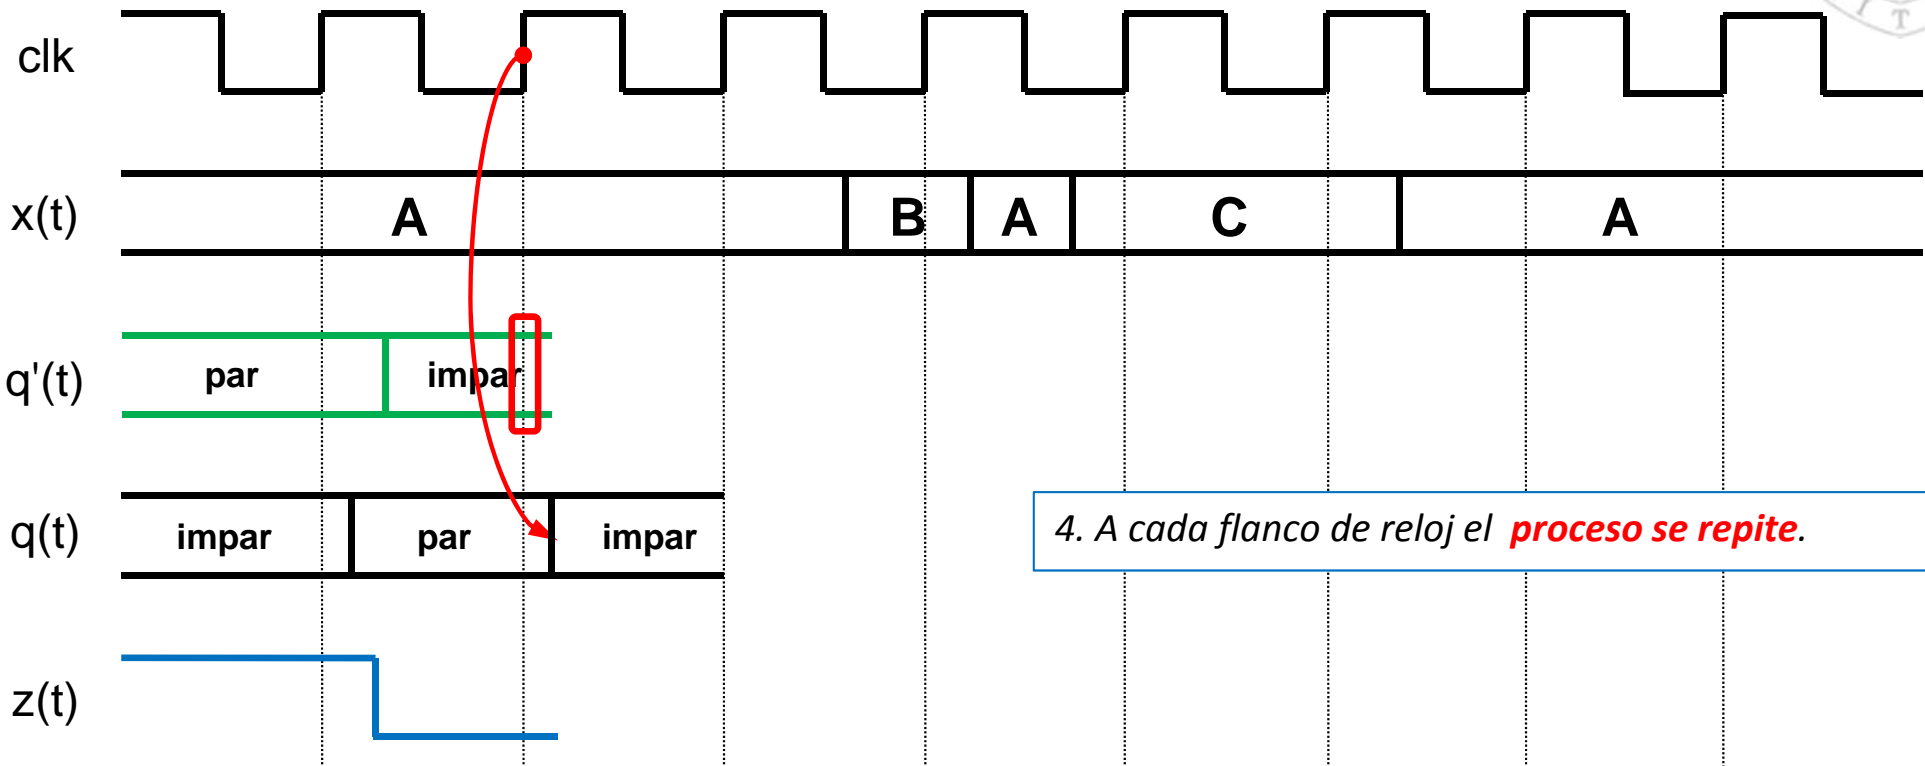 clk
x(t) A B A C A
q'(t) par impar
q(t) impar par impar
4. A cada flanco de reloj el proceso se repite.
z(t)